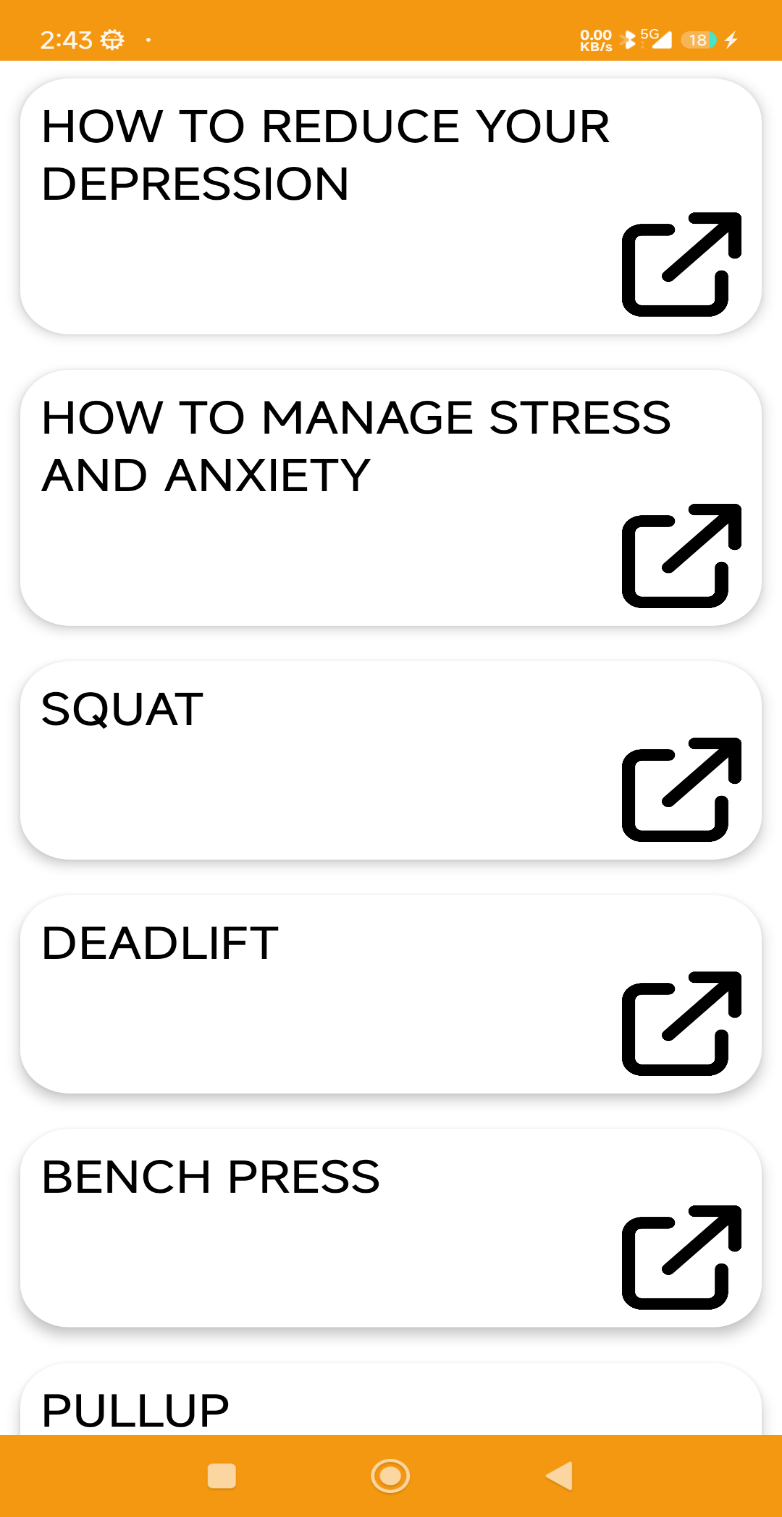 2:43
0.00
KB/s
5G
18
HOW TO REDUCE YOUR
DEPRESSION
HOW TO MANAGE STRESS
AND ANXIETY
SQUAT
DEADLIFT
BENCH PRESS
PULLUP